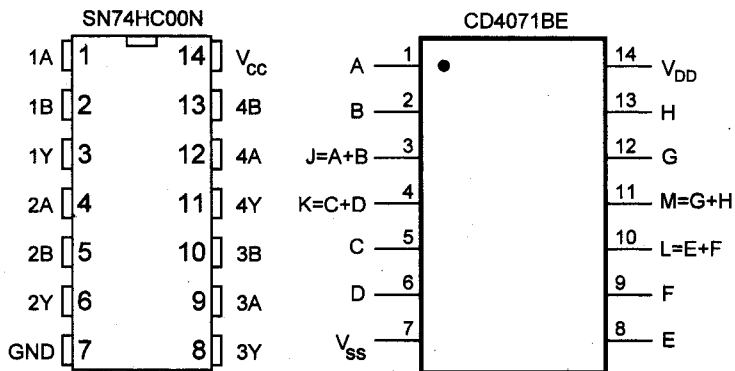 SN74HC00N
1A 1 14 VCC
1B 2 13 4B
1Y 3 12 4A
2A 4 11 4Y
2B 5 10 3B
2Y 6 9 3A
GND 7 8 3Y
CD4071BE
A 1 14 VDD
B 2 13 H
J=A+B 3 12 G
K=C+D 4 11 M=G+H
C 5 10 L=E+F
D 6 9 F
VSS 7 8 E